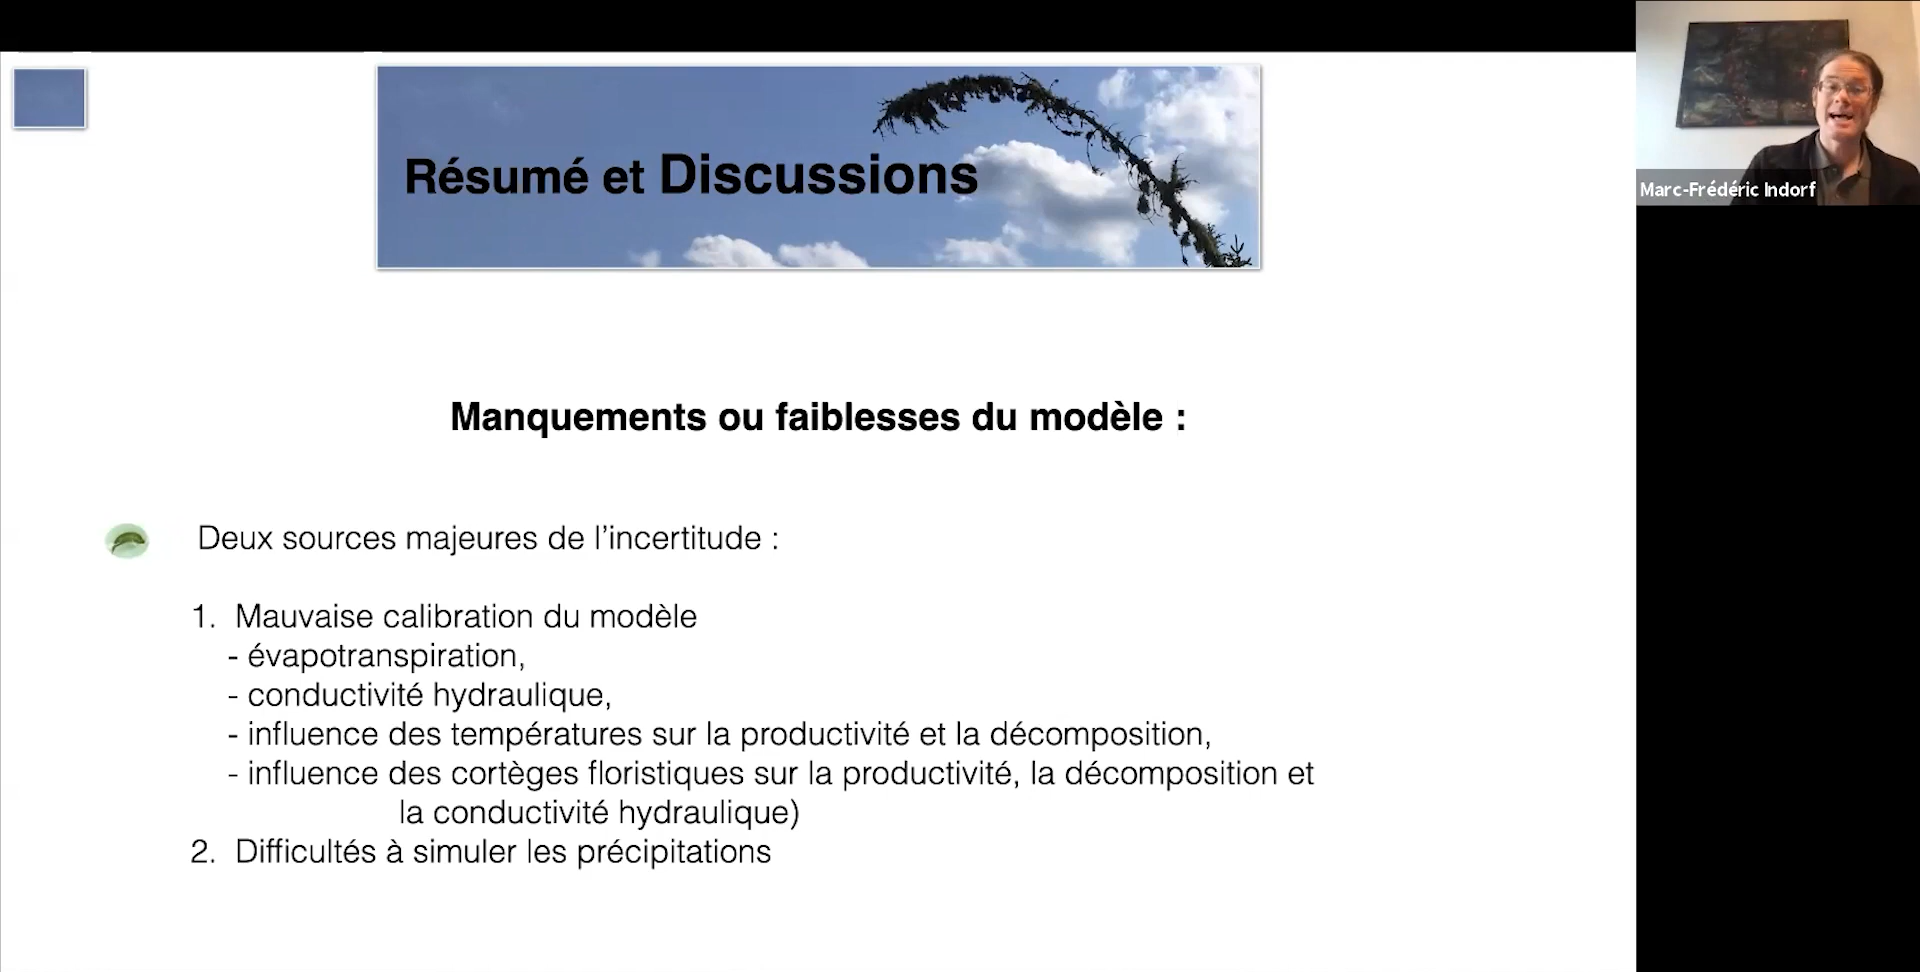 Résumé et Discussions
Marc-Frédéric Indorf
Manquements ou faiblesses du modèle :
Deux sources majeures de l'incertitude :
1. Mauvaise calibration du modèle
- évapotranspiration,
- conductivité hydraulique,
- influence des températures sur la productivité et la décomposition,
- influence des cortèges floristiques sur la productivité, la décomposition et
la conductivité hydraulique)
2. Difficultés à simuler les précipitations